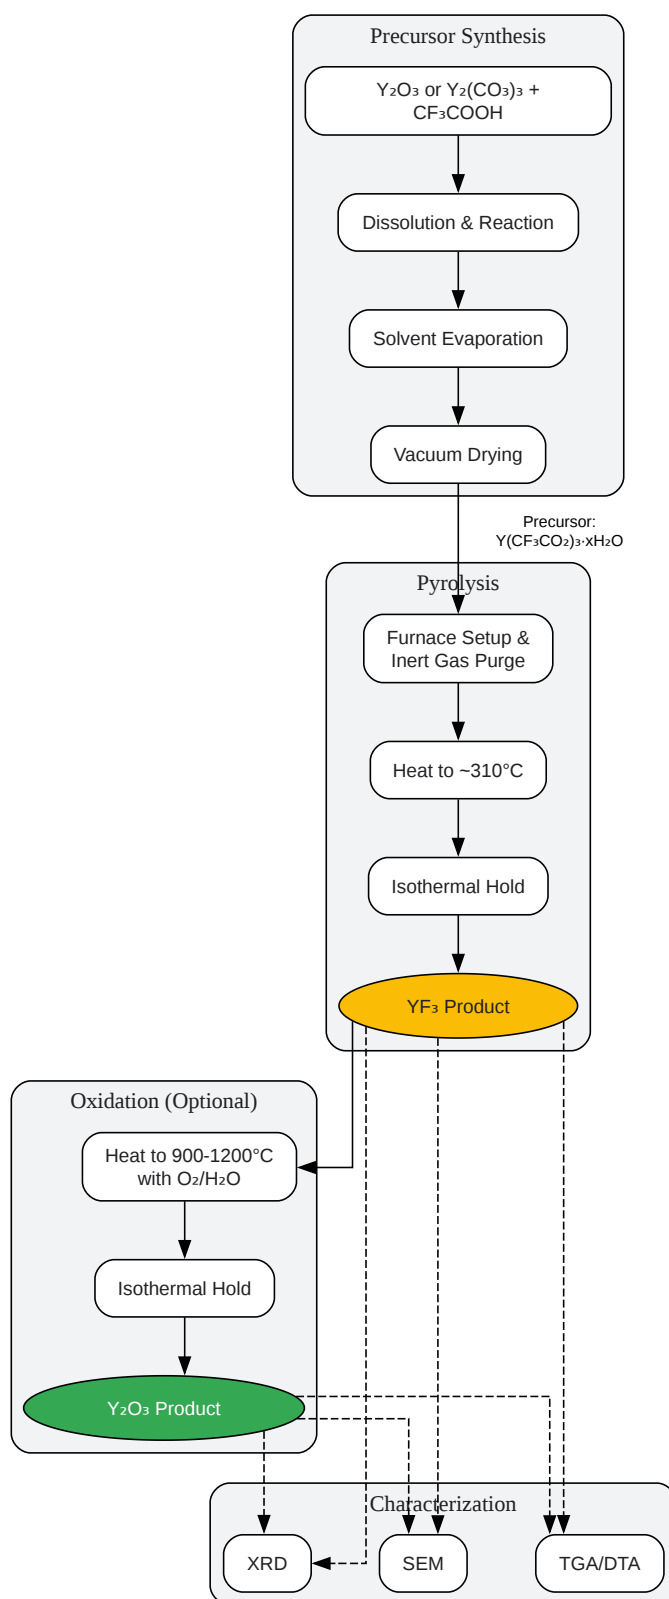 Precursor Synthesis
Y₂O₃ or Y₂(CO₃)₃ +
CF₃COOH
Dissolution & Reaction
Solvent Evaporation
Vacuum Drying
Precursor:
Y(CF₃CO₂)₃·xH₂O
Pyrolysis
Furnace Setup &
Inert Gas Purge
Heat to ~310°C
Isothermal Hold
YF₃ Product
Oxidation (Optional)
Heat to 900-1200°C
with O₂/H₂O
Isothermal Hold
Y₂O₃ Product
Characterization
XRD
SEM
TGA/DTA